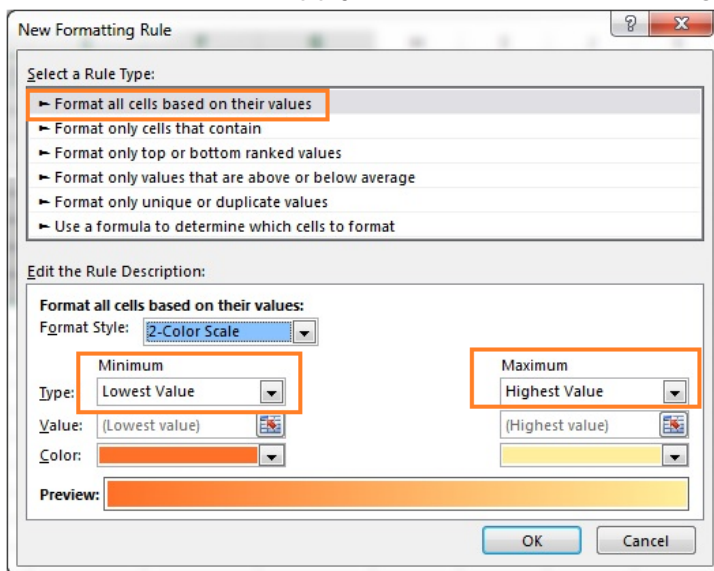 New Formatting Rule
Select a Rule Type:
► Format all cells based on their values
► Format only cells that contain
► Format only top or bottom ranked values
► Format only values that are above or below average
► Format only unique or duplicate values
► Use a formula to determine which cells to format
Edit the Rule Description:
Format all cells based on their values:
Format Style: 2-Color Scale
Minimum Maximum
Type: Lowest Value Highest Value
Value: (Lowest value) (Highest value)
Color:
Preview:
OK Cancel